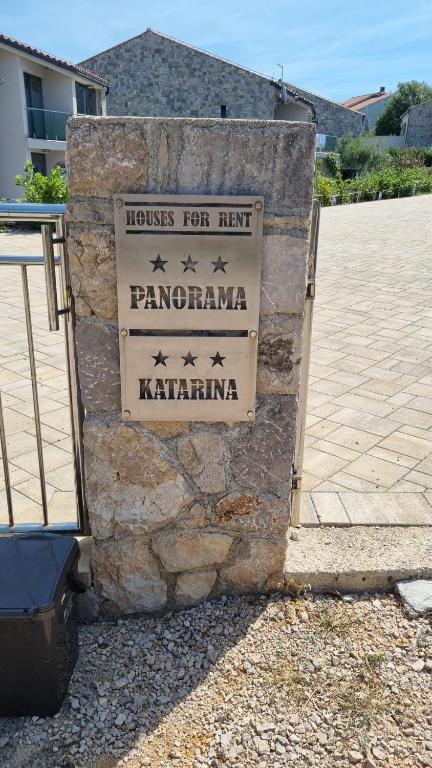 HOUSES FOR RENT
★ ★ ★
PANORAMA
★ ★ ★
KATARINA